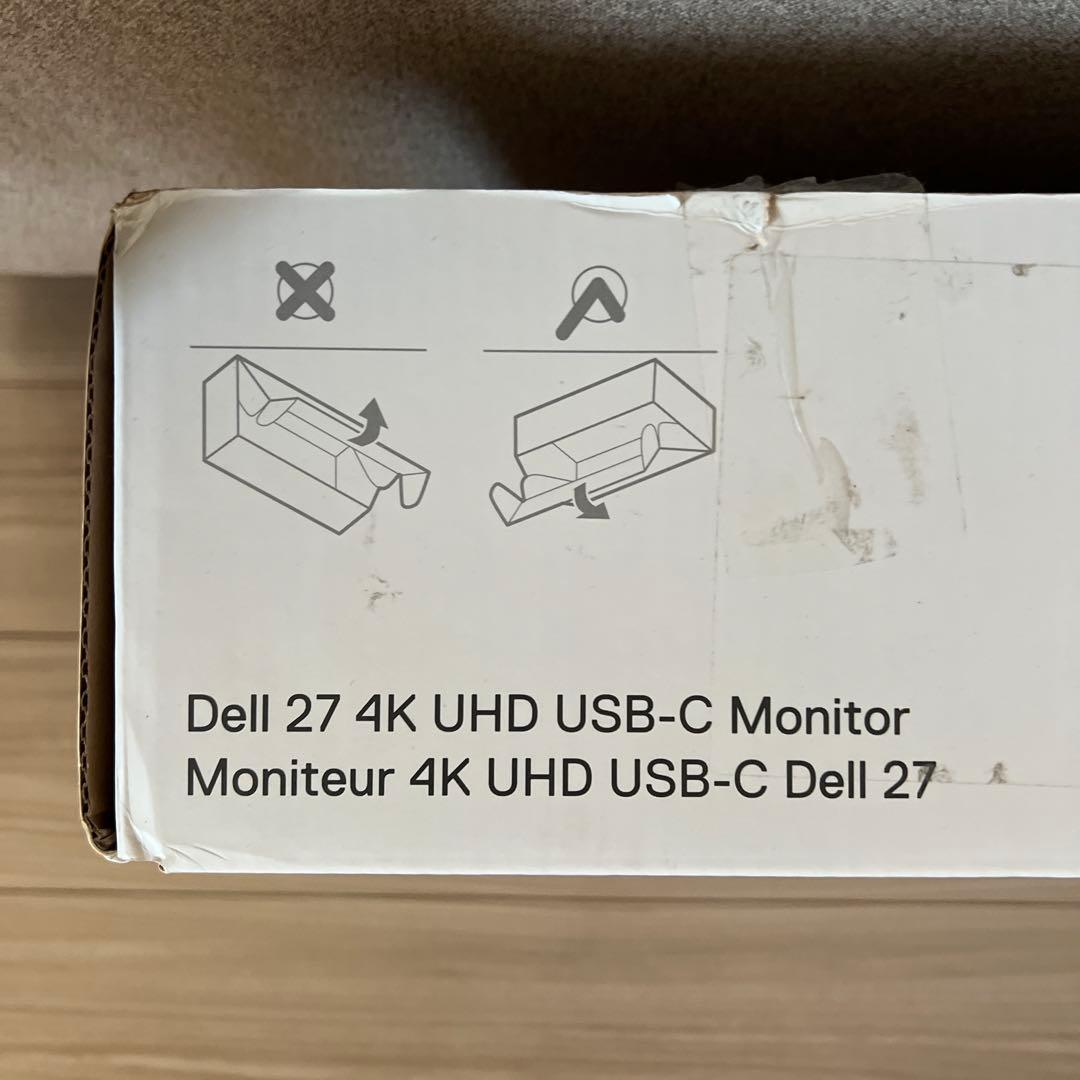 Dell 27 4K UHD USB-C Monitor
Moniteur 4K UHD USB-C Dell 27